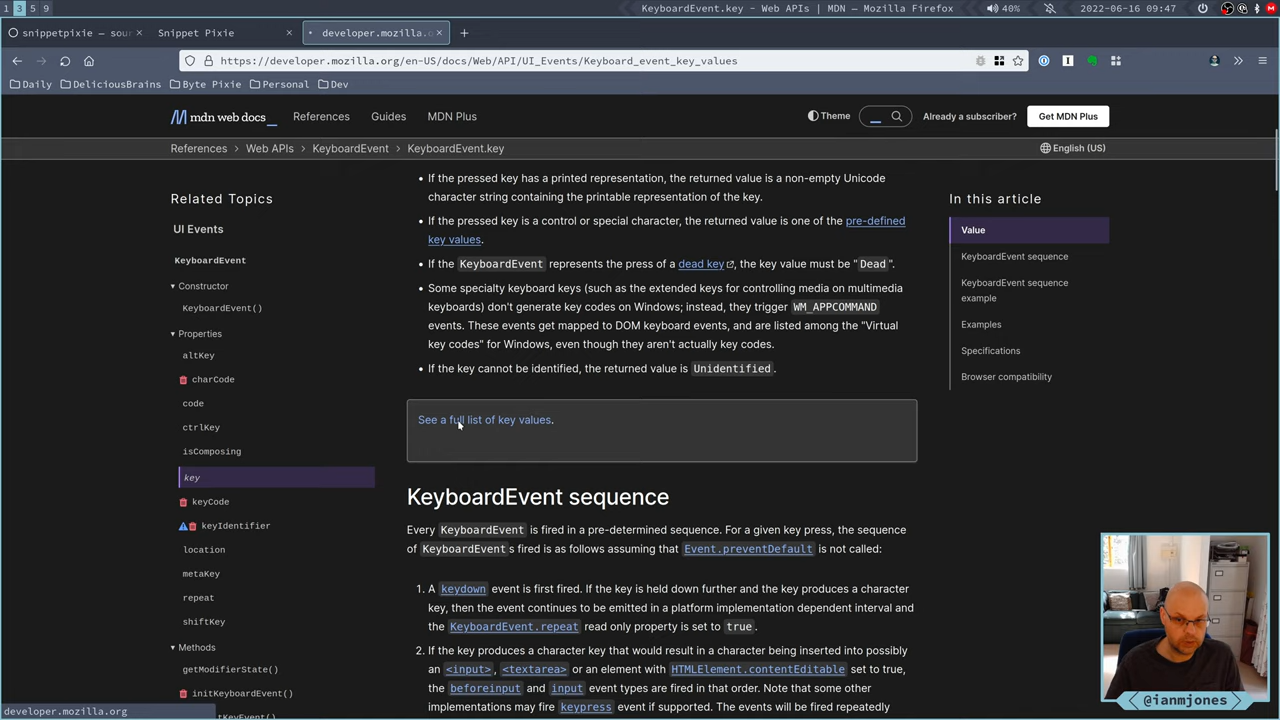 1 3 5 9
KeyboardEvent.key - Web APIs | MDN — Mozilla Firefox
40%
2022-06-16 09:47
snippetpixie — sour
Snippet Pixie
developer.mozilla.o
https://developer.mozilla.org/en-US/docs/Web/API/UI_Events/Keyboard_event_key_values
Daily
DeliciousBrains
Byte Pixie
Personal
Dev
mdn web docs
References
Guides
MDN Plus
Theme
Already a subscriber?
Get MDN Plus
References
Web APIs
KeyboardEvent
KeyboardEvent.key
English (US)
Related Topics
UI Events
KeyboardEvent
Constructor
KeyboardEvent()
Properties
altKey
charCode
code
ctrlKey
isComposing
key
keyCode
keyIdentifier
location
metaKey
repeat
shiftKey
Methods
getModifierState()
initKeyboardEvent()
developer.mozilla.org
If the pressed key has a printed representation, the returned value is a non-empty Unicode
character string containing the printable representation of the key.
If the pressed key is a control or special character, the returned value is one of the pre-defined
key values.
If the KeyboardEvent represents the press of a dead key, the key value must be "Dead".
Some specialty keyboard keys (such as the extended keys for controlling media on multimedia
keyboards) don't generate key codes on Windows; instead, they trigger WM_APPCOMMAND
events. These events get mapped to DOM keyboard events, and are listed among the "Virtual
key codes" for Windows, even though they aren't actually key codes.
If the key cannot be identified, the returned value is Unidentified.
See a full list of key values.
KeyboardEvent sequence
Every KeyboardEvent is fired in a pre-determined sequence. For a given key press, the sequence
of KeyboardEvents fired is as follows assuming that Event.preventDefault is not called:
1. A keydown event is first fired. If the key is held down further and the key produces a character
key, then the event continues to be emitted in a platform implementation dependent interval and
the KeyboardEvent.repeat read only property is set to true.
2. If the key produces a character key that would result in a character being inserted into possibly
an <input>, <textarea> or an element with HTMLElement.contentEditable set to true,
the beforeinput and input event types are fired in that order. Note that some other
implementations may fire keypress event if supported. The events will be fired repeatedly
In this article
Value
KeyboardEvent sequence
KeyboardEvent sequence
example
Examples
Specifications
Browser compatibility
@ianmjones